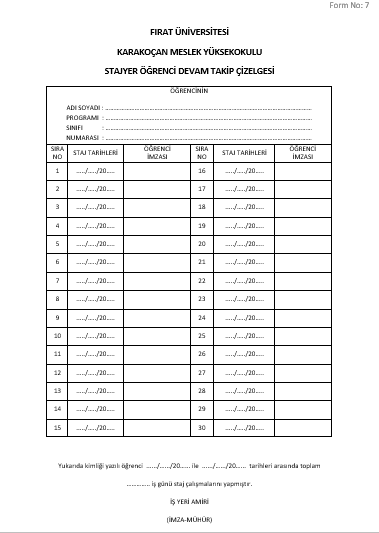 Form No: 7
FIRAT ÜNİVERSİTESİ
KARAKOÇAN MESLEK YÜKSEKOKULU
STAJYER ÖĞRENCİ DEVAM TAKİP ÇİZELGESİ
ÖĞRENCİNİN
ADI SOYADI : ................................................................
PROGRAMI : ................................................................
SINIFI : ................................................................
NUMARASI : ................................................................
SIRA NO STAJ TARİHLERİ ÖĞRENCİ İMZASI SIRA NO STAJ TARİHLERİ ÖĞRENCİ İMZASI
1 ...../...../20..... 16 ...../...../20.....
2 ...../...../20..... 17 ...../...../20.....
3 ...../...../20..... 18 ...../...../20.....
4 ...../...../20..... 19 ...../...../20.....
5 ...../...../20..... 20 ...../...../20.....
6 ...../...../20..... 21 ...../...../20.....
7 ...../...../20..... 22 ...../...../20.....
8 ...../...../20..... 23 ...../...../20.....
9 ...../...../20..... 24 ...../...../20.....
10 ...../...../20..... 25 ...../...../20.....
11 ...../...../20..... 26 ...../...../20.....
12 ...../...../20..... 27 ...../...../20.....
13 ...../...../20..... 28 ...../...../20.....
14 ...../...../20..... 29 ...../...../20.....
15 ...../...../20..... 30 ...../...../20.....
Yukarıda kimliği yazılı öğrenci ....../....../20...... ile ....../....../20...... tarihleri arasında toplam
............. iş günü staj çalışmalarını yapmıştır.
İŞ YERİ AMİRİ
(İMZA-MÜHÜR)